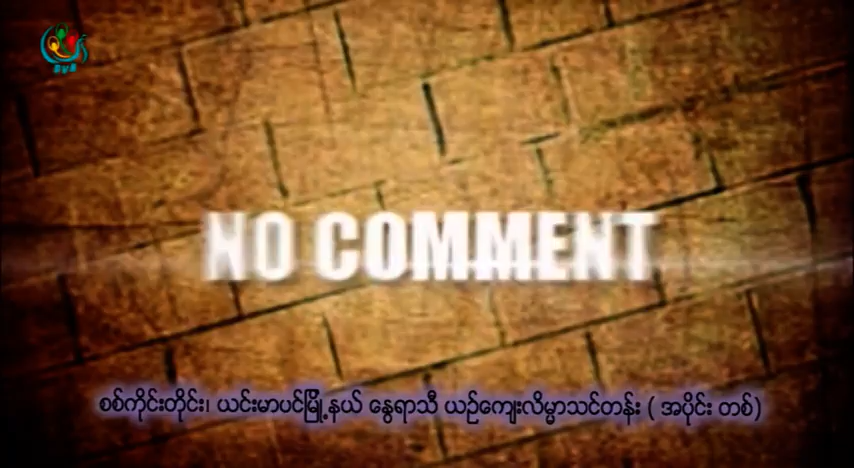 DVB
NO COMMENT
စစ်ကိုင်းတိုင်း၊ ယင်းမာပင်မြို့နယ် နွေရာသီ ယဉ်ကျေးလိမ္မာသင်တန်း ( အပိုင်း တစ်)